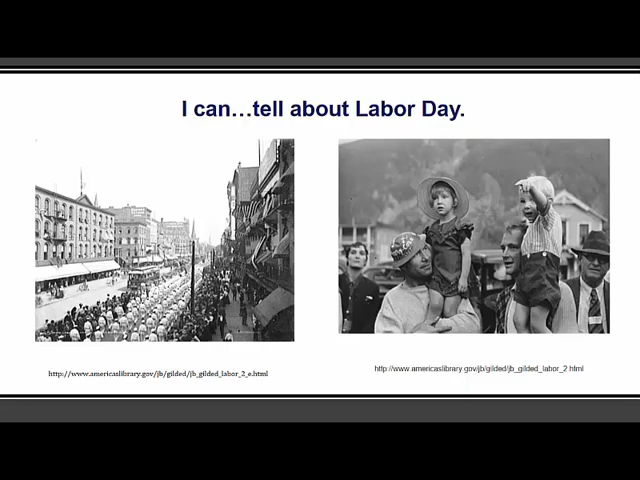 I can…tell about Labor Day.
http://www.americaslibrary.gov/jb/gilded/jb_gilded_labor_2_e.html
http://www.americaslibrary.gov/jb/gilded/jb_gilded_labor_2.html